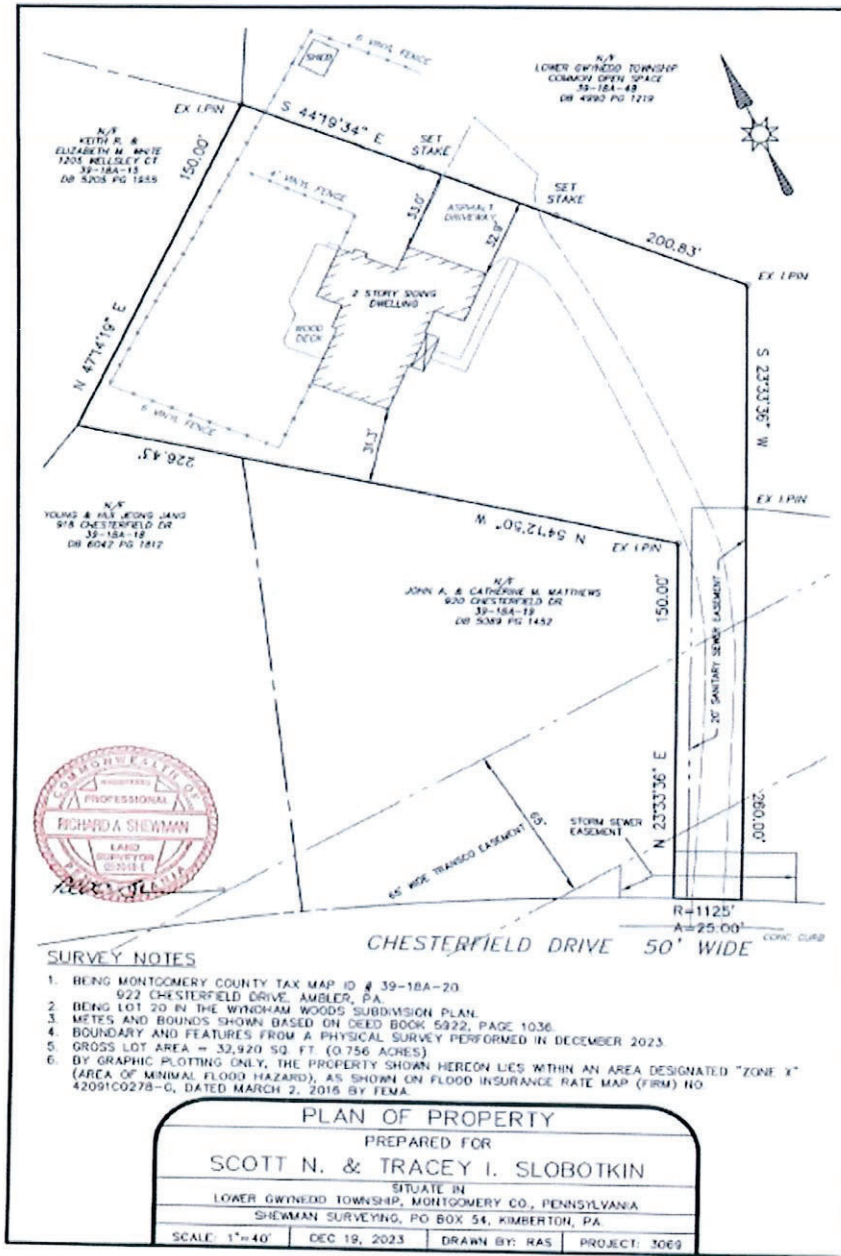 6' VINYL FENCE
SHED
N/F
LOWER GWYNEDD TOWNSHIP
COMMON OPEN SPACE
39-18A-49
DB 4990 PG 1219
EX I.PIN
S 44°19'34" E
SET
STAKE
N/F
KEITH R. &
ELIZABETH M. WHITE
1205 WELLSLEY CT
39-18A-15
DB 5205 PG 1955
150.00'
4' VINYL FENCE
33.0'
ASPHALT
DRIVEWAY
SET
STAKE
32.9'
200.83'
EX I.PIN
2 STORY SIDING
DWELLING
WOOD
DECK
N 47°14'19" E
S 23°33'36" W
6' VINYL FENCE
31.3'
226.43'
N/F
YOUNG & HUI JEONG JANG
918 CHESTERFIELD DR
39-18A-18
DB 6042 PG 1812
N 54°12'50" W
EX I.PIN
EX I.PIN
N/F
JOHN A. & CATHERINE M. MATTHEWS
920 CHESTERFIELD DR
39-18A-19
DB 5089 PG 1452
150.00'
20' SANITARY SEWER EASEMENT
N 23°33'36" E
260.00'
65'
65' WIDE TRANSCO EASEMENT
STORM SEWER
EASEMENT
COMMONWEALTH OF
REGISTERED
PROFESSIONAL
RICHARD A SHEWMAN
LAND
SURVEYOR
PENNSYLVANIA
R=1125'
A=25.00'
CHESTERFIELD DRIVE 50' WIDE
CONC. CURB
SURVEY NOTES
1. BEING MONTGOMERY COUNTY TAX MAP ID # 39-18A-20
922 CHESTERFIELD DRIVE, AMBLER, PA.
2. BEING LOT 20 IN THE WYNDHAM WOODS SUBDIVISION PLAN.
3. METES AND BOUNDS SHOWN BASED ON DEED BOOK 5922, PAGE 1036.
4. BOUNDARY AND FEATURES FROM A PHYSICAL SURVEY PERFORMED IN DECEMBER 2023.
5. GROSS LOT AREA = 32,920 SQ. FT. (0.756 ACRES)
6. BY GRAPHIC PLOTTING ONLY, THE PROPERTY SHOWN HEREON LIES WITHIN AN AREA DESIGNATED "ZONE X"
(AREA OF MINIMAL FLOOD HAZARD), AS SHOWN ON FLOOD INSURANCE RATE MAP (FIRM) NO
42091C0278-G, DATED MARCH 2, 2016 BY FEMA.
PLAN OF PROPERTY
PREPARED FOR
SCOTT N. & TRACEY I. SLOBOTKIN
SITUATE IN
LOWER GWYNEDD TOWNSHIP, MONTGOMERY CO., PENNSYLVANIA
SHEWMAN SURVEYING, PO BOX 54, KIMBERTON, PA.
SCALE: 1"=40' DEC 19, 2023 DRAWN BY: RAS PROJECT: 3069